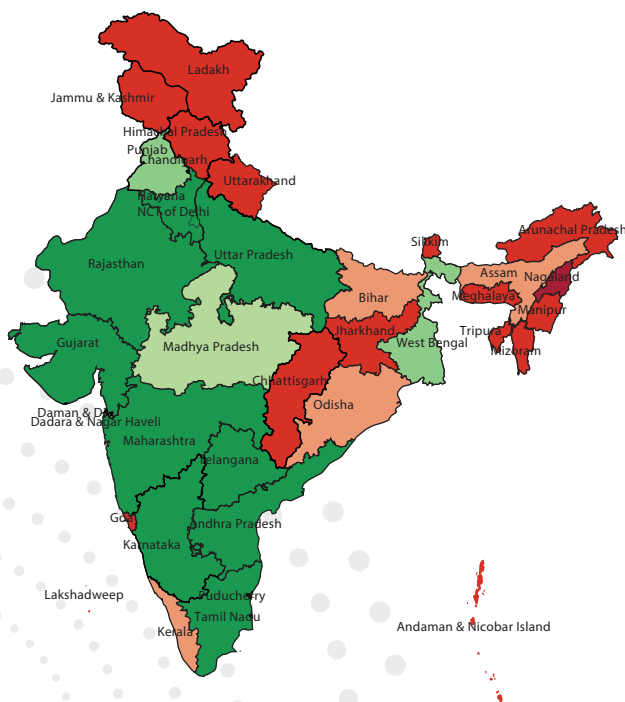 Ladakh
Jammu & Kashmir
Himachal Pradesh
Punjab
Chandigarh
Uttarakhand
Haryana
NCT of Delhi
Arunachal Pradesh
Sikkim
Uttar Pradesh
Rajasthan
Assam
Nagaland
Bihar
Meghalaya
Manipur
Jharkhand
Tripura
Gujarat
West Bengal
Madhya Pradesh
Mizoram
Chhattisgarh
Odisha
Daman & D
Dadara & Nagar Haveli
Maharashtra
Telangana
Goa
Andhra Pradesh
Karnataka
Lakshadweep
Puducherry
Tamil Nadu
Andaman & Nicobar Island
Kerala